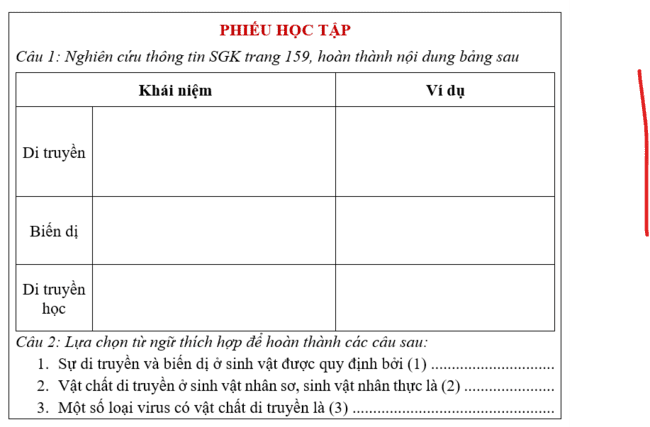 PHIẾU HỌC TẬP
Câu 1: Nghiên cứu thông tin SGK trang 159, hoàn thành nội dung bảng sau
Khái niệm Ví dụ
Di truyền
Biến dị
Di truyền
học
Câu 2: Lựa chọn từ ngữ thích hợp để hoàn thành các câu sau:
1. Sự di truyền và biến dị ở sinh vật được quy định bởi (1) ...............................
2. Vật chất di truyền ở sinh vật nhân sơ, sinh vật nhân thực là (2) .......................
3. Một số loại virus có vật chất di truyền là (3) ...................................................